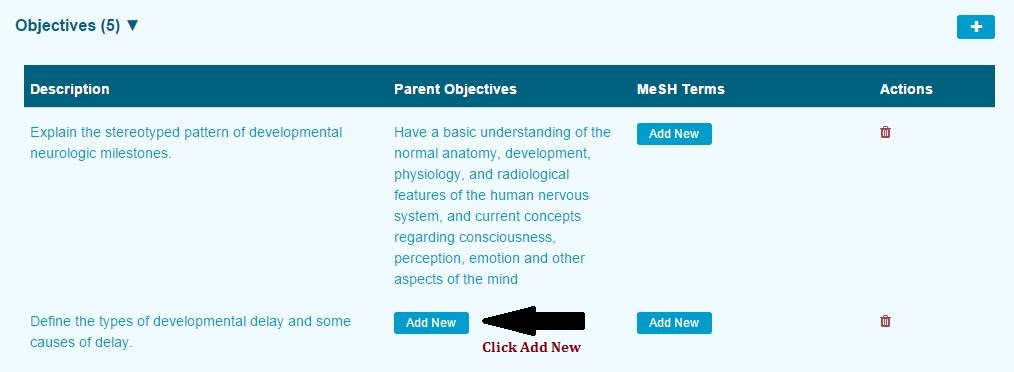 Objectives (5) ▼
+
Description Parent Objectives MeSH Terms Actions
Explain the stereotyped pattern of developmental
neurologic milestones.
Have a basic understanding of the
normal anatomy, development,
physiology, and radiological
features of the human nervous
system, and current concepts
regarding consciousness,
perception, emotion and other
aspects of the mind
Add New
Define the types of developmental delay and some
causes of delay.
Add New
Click Add New
Add New